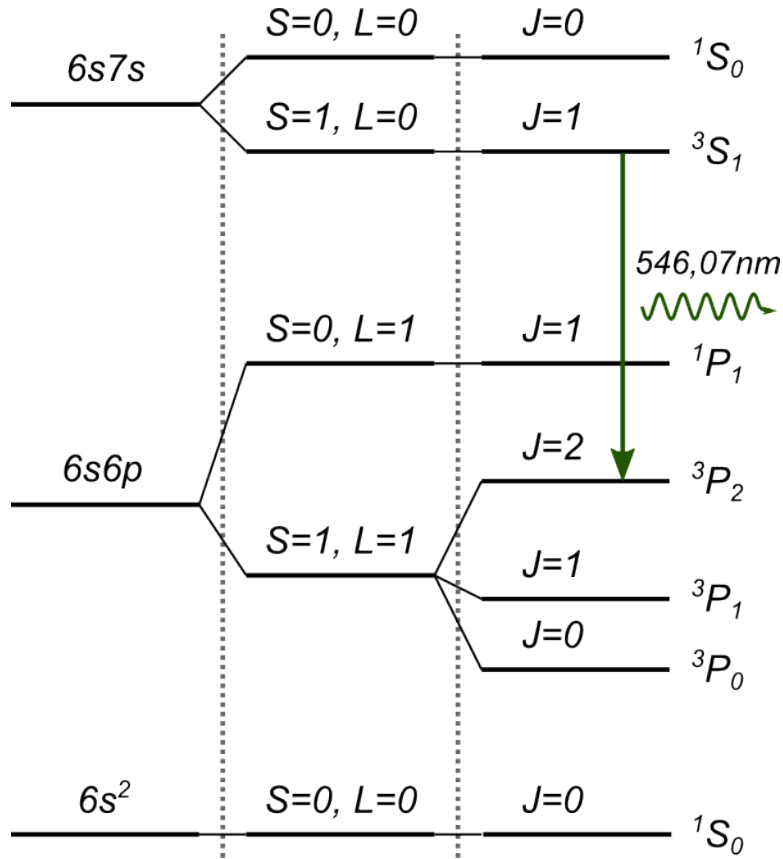 S=0, L=0 J=0 ¹S₀
6s7s
S=1, L=0 J=1 ³S₁
546,07nm
S=0, L=1 J=1 ¹P₁
J=2 ³P₂
6s6p
S=1, L=1 J=1 ³P₁
J=0 ³P₀
6s² S=0, L=0 J=0 ¹S₀